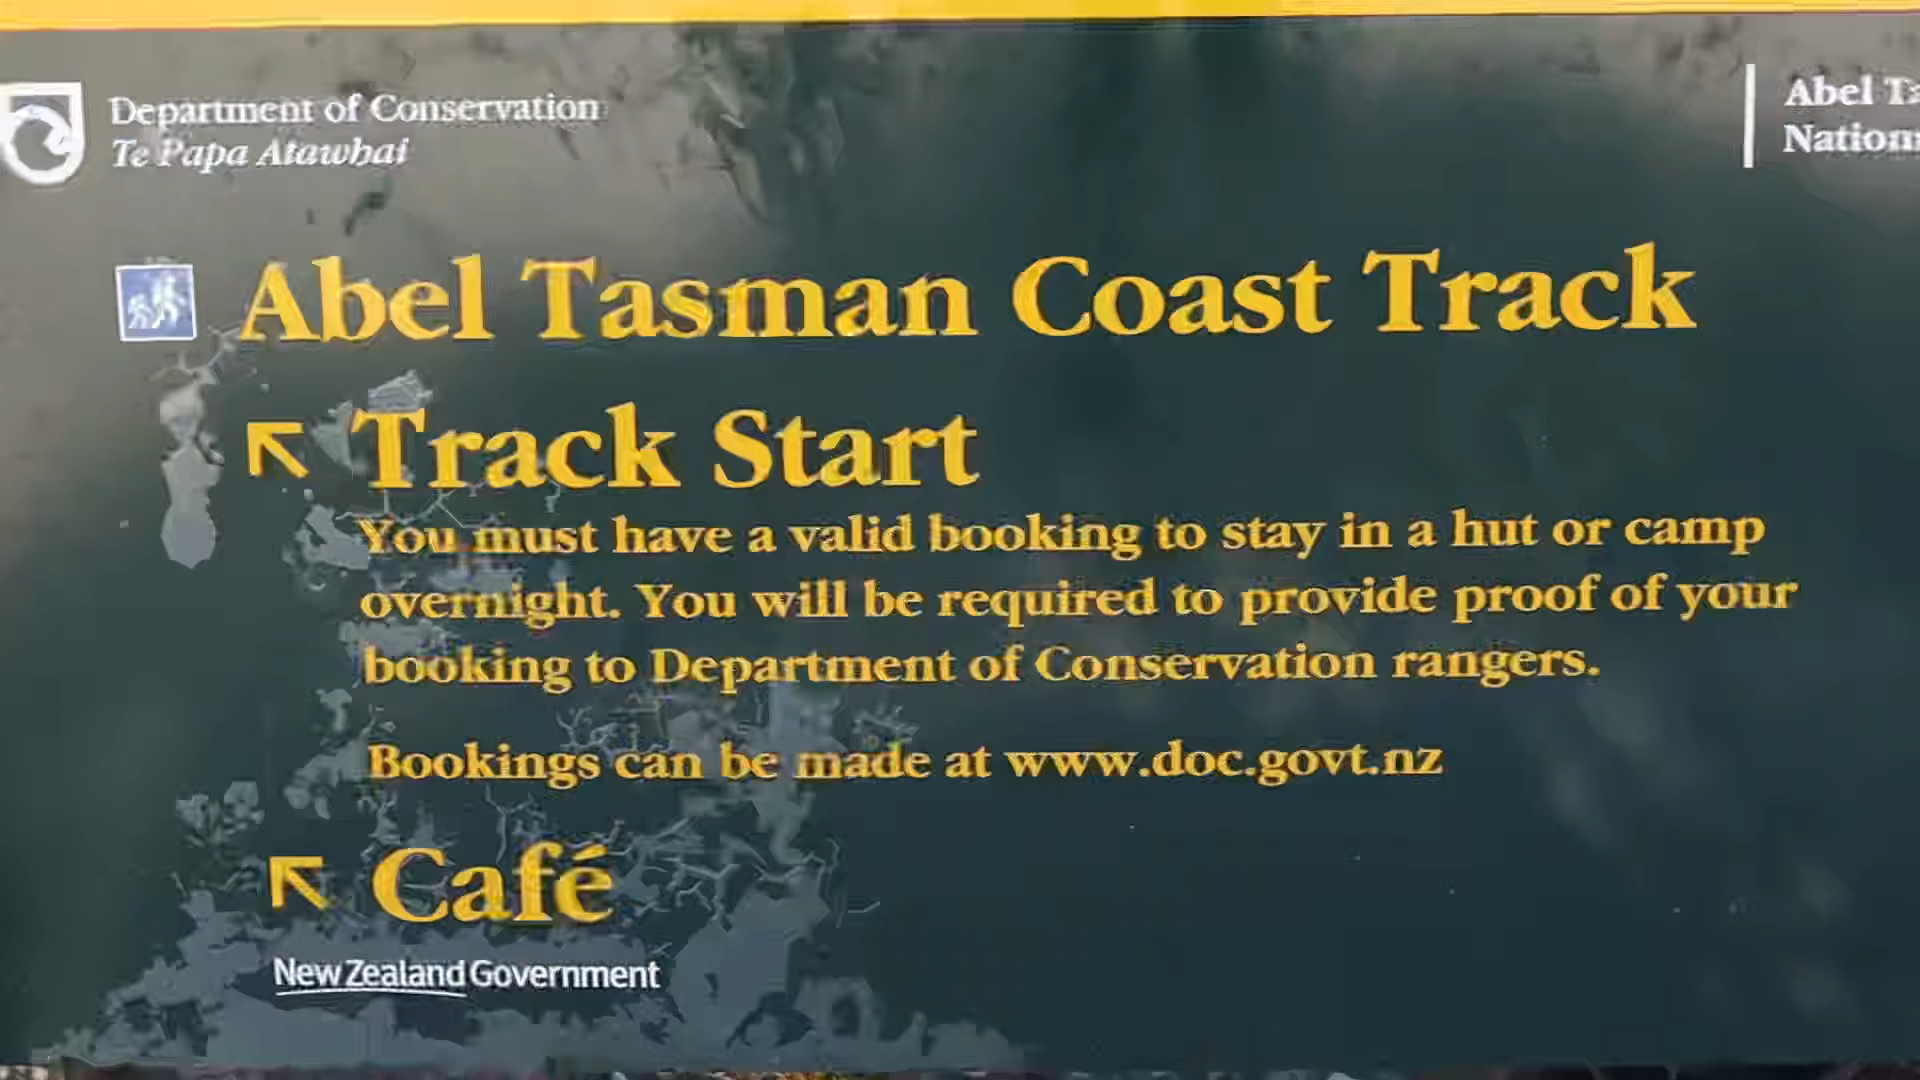 Department of Conservation
Te Papa Atawhai
Abel
Abel Tasman Coast Track
Track Start
You must have a valid booking to stay in a hut or camp
overnight. You will be required to provide proof of your
booking to Department of Conservation rangers.
Bookings can be made at www.doc.govt.nz
Café
New Zealand Government